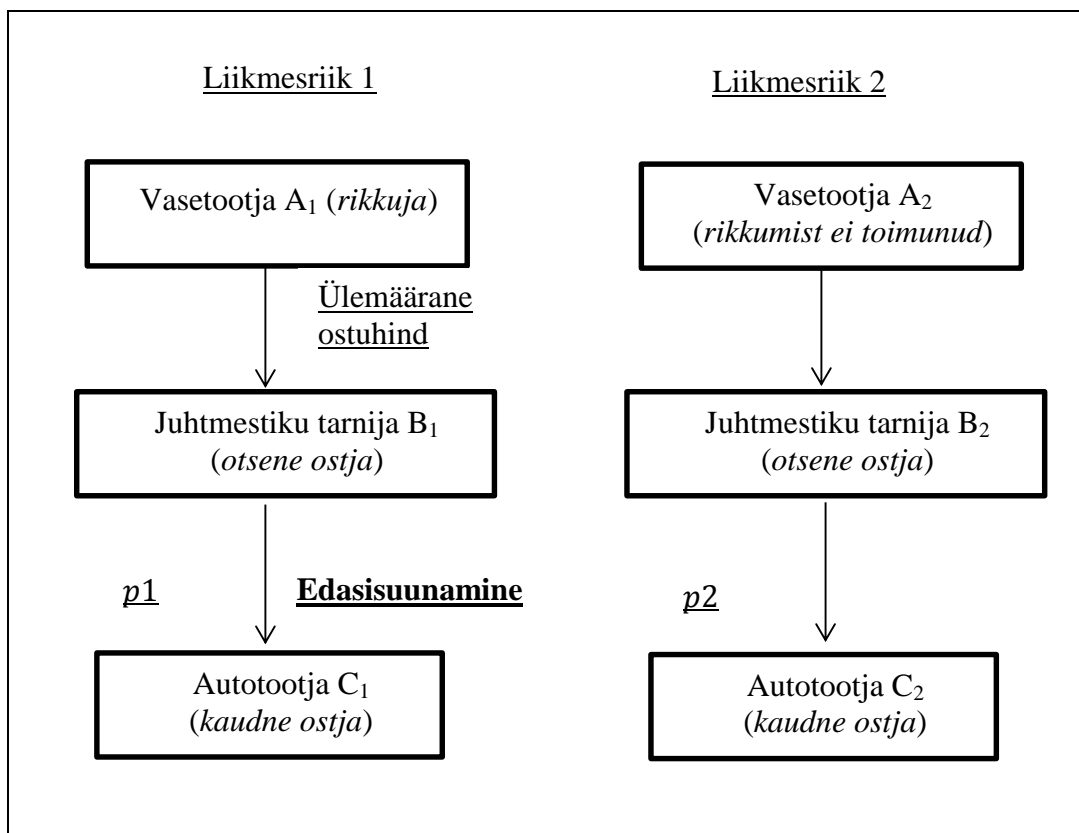 Liikmesriik 1
Vasetootja A₁ (rikkuja)
Ülemäärane
ostuhind
Juhtmestiku tarnija B₁
(otsene ostja)
p1
Edasisuunamine
Autotootja C₁
(kaudne ostja)
Liikmesriik 2
Vasetootja A₂
(rikkumist ei toimunud)
Juhtmestiku tarnija B₂
(otsene ostja)
p2
Autotootja C₂
(kaudne ostja)